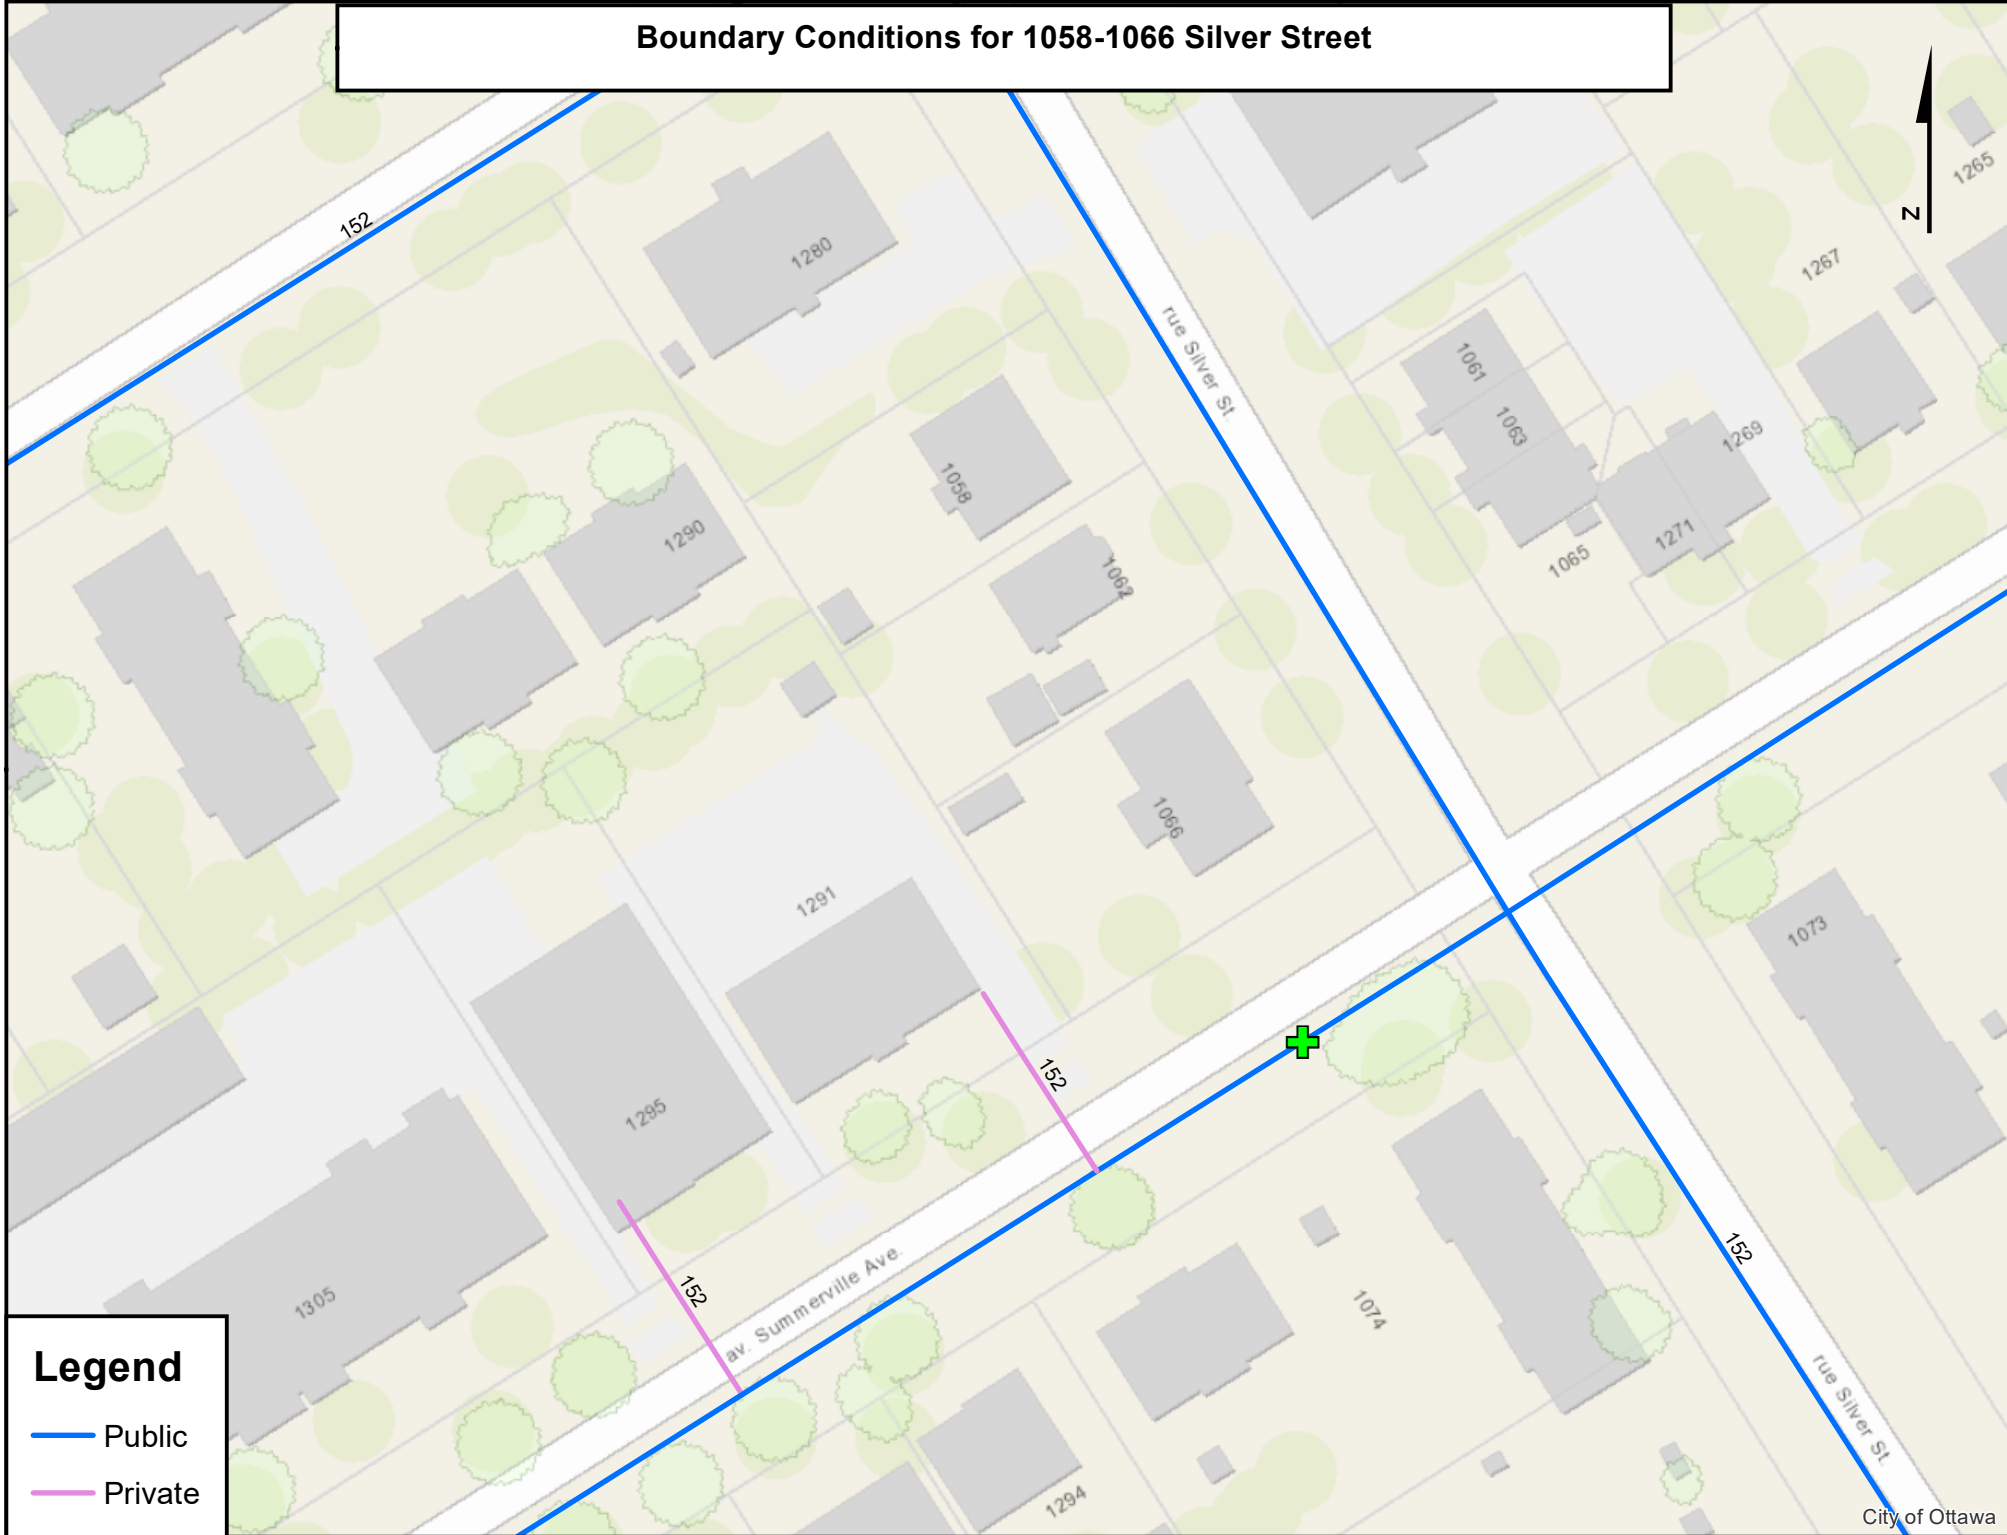 Boundary Conditions for 1058-1066 Silver Street
Z
1265
152
1280
1267
rue Silver St.
1061
1063
1269
1058
1290
1271
1065
1062
1066
1291
1073
152
1295
152
152
1305
av. Summerville Ave.
1074
rue Silver St.
1294
Legend
Public
Private
City of Ottawa